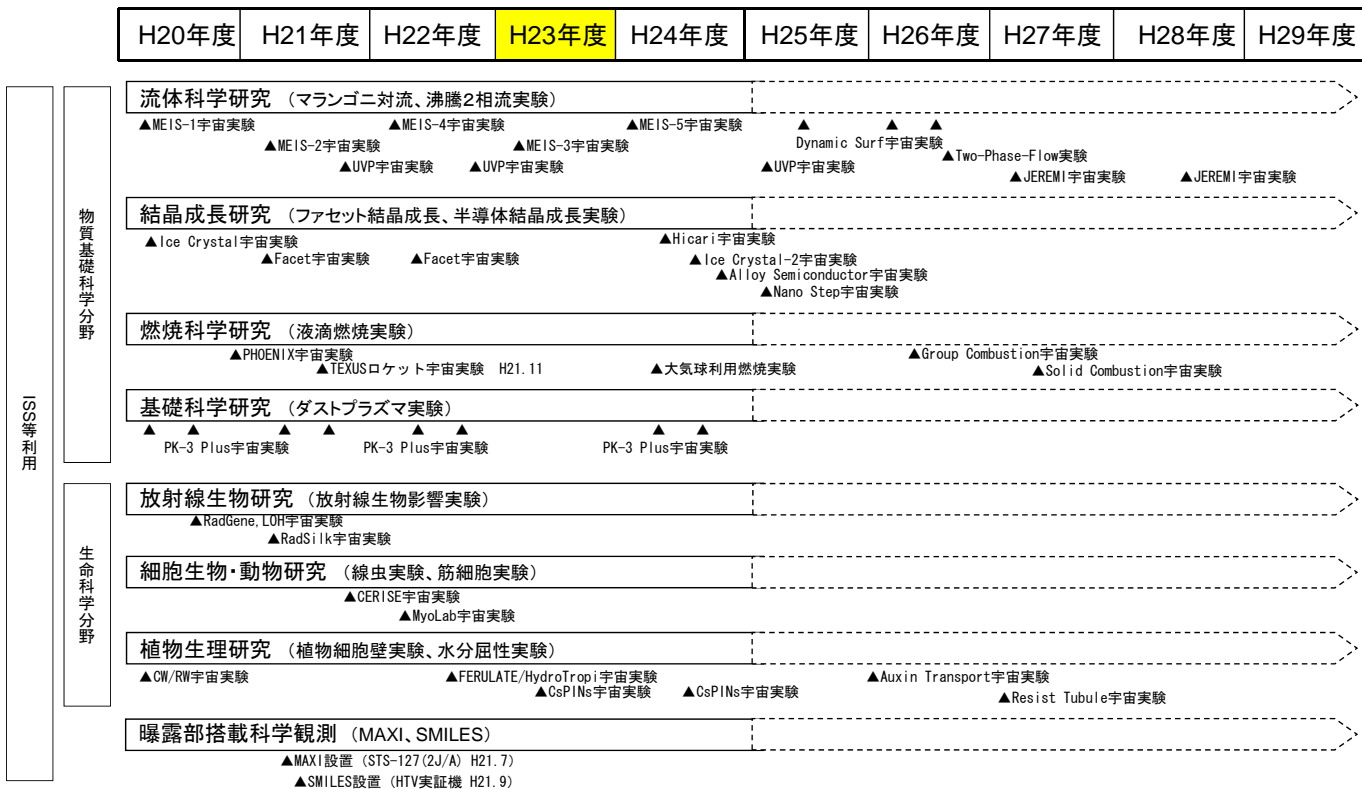 H20年度 H21年度 H22年度 H23年度 H24年度 H25年度 H26年度 H27年度 H28年度 H29年度
ISS等利用
物質基礎科学分野
流体科学研究 (マランゴニ対流、沸騰2相流実験)
▲MEIS-1宇宙実験 ▲MEIS-4宇宙実験 ▲MEIS-5宇宙実験 ▲ ▲ ▲
▲MEIS-2宇宙実験 ▲MEIS-3宇宙実験 Dynamic Surf宇宙実験
▲Two-Phase-Flow実験
▲UVP宇宙実験 ▲UVP宇宙実験 ▲UVP宇宙実験
▲JEREMI宇宙実験 ▲JEREMI宇宙実験
結晶成長研究 (ファセット結晶成長、半導体結晶成長実験)
▲Ice Crystal宇宙実験 ▲Hicari宇宙実験
▲Facet宇宙実験 ▲Facet宇宙実験 ▲Ice Crystal-2宇宙実験
▲Alloy Semiconductor宇宙実験
▲Nano Step宇宙実験
燃焼科学研究 (液滴燃焼実験)
▲PHOENIX宇宙実験 ▲Group Combustion宇宙実験
▲TEXUSロケット宇宙実験 H21.11 ▲大気球利用燃焼実験 ▲Solid Combustion宇宙実験
基礎科学研究 (ダストプラズマ実験)
▲ ▲ ▲ ▲ ▲ ▲ ▲ ▲
PK-3 Plus宇宙実験 PK-3 Plus宇宙実験 PK-3 Plus宇宙実験
生命科学分野
放射線生物研究 (放射線生物影響実験)
▲RadGene,LOH宇宙実験
▲RadSilk宇宙実験
細胞生物・動物研究 (線虫実験、筋細胞実験)
▲CERISE宇宙実験
▲MyoLab宇宙実験
植物生理研究 (植物細胞壁実験、水分屈性実験)
▲CW/RW宇宙実験 ▲FERULATE/HydroTropi宇宙実験 ▲Auxin Transport宇宙実験
▲CsPINs宇宙実験 ▲CsPINs宇宙実験 ▲Resist Tubule宇宙実験
曝露部搭載科学観測 (MAXI、SMILES)
▲MAXI設置 (STS-127(2J/A) H21.7)
▲SMILES設置 (HTV実証機 H21.9)